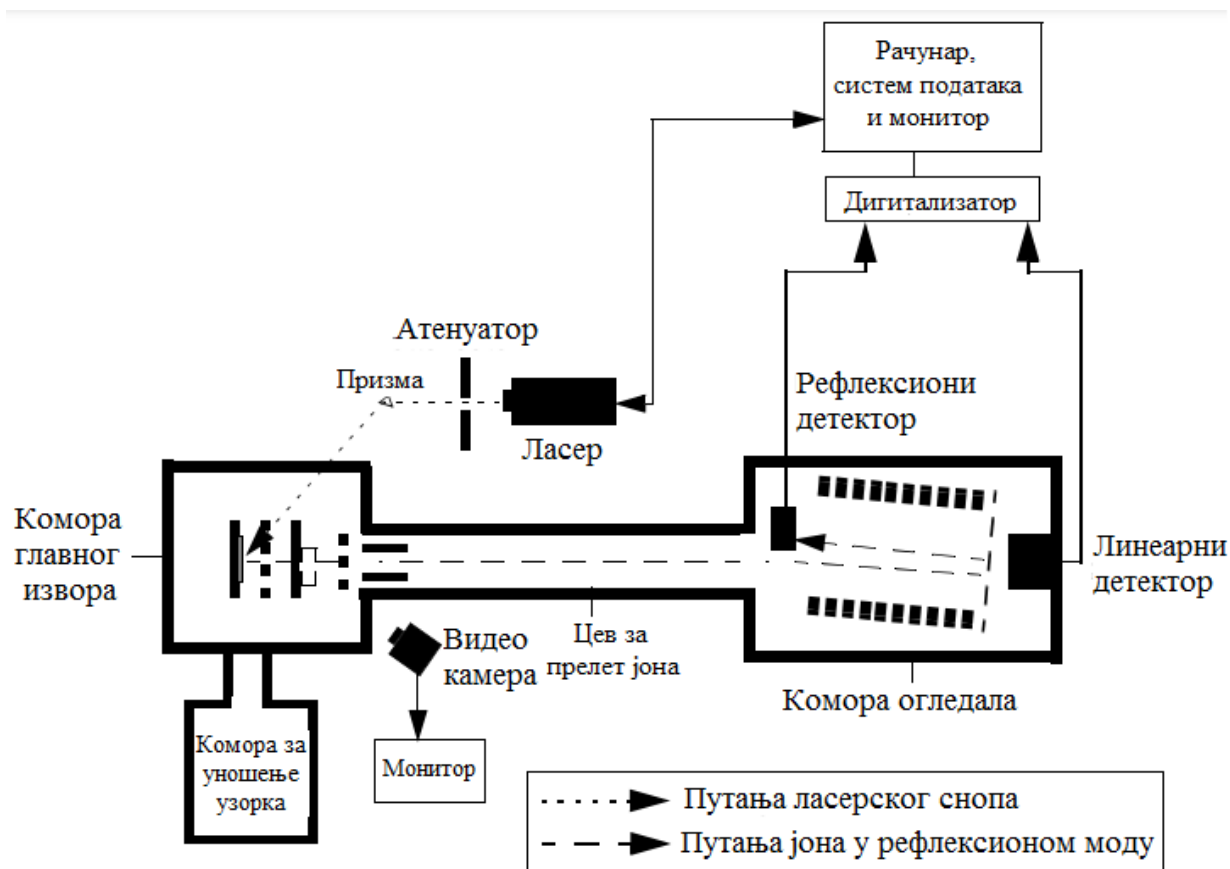 Рачунар,
систем података
и монитор
Дигитализатор
Атенуатор
Призма
Ласер
Рефлексиони
детектор
Комора
главног
извора
Линеарни
детектор
Видео
камера
Цев за
прелет јона
Комора огледала
Комора за
уношење
узорка
Монитор
Путања ласерског снопа
Путања јона у рефлексионом моду